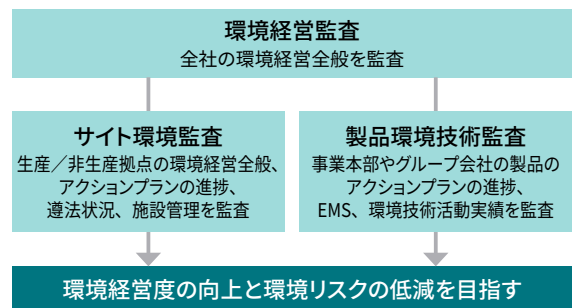 環境経営監査
全社の環境経営全般を監査
サイト環境監査
生産／非生産拠点の環境経営全般、
アクションプランの進捗、
遵法状況、施設管理を監査
製品環境技術監査
事業本部やグループ会社の製品の
アクションプランの進捗、
EMS、環境技術活動実績を監査
環境経営度の向上と環境リスクの低減を目指す